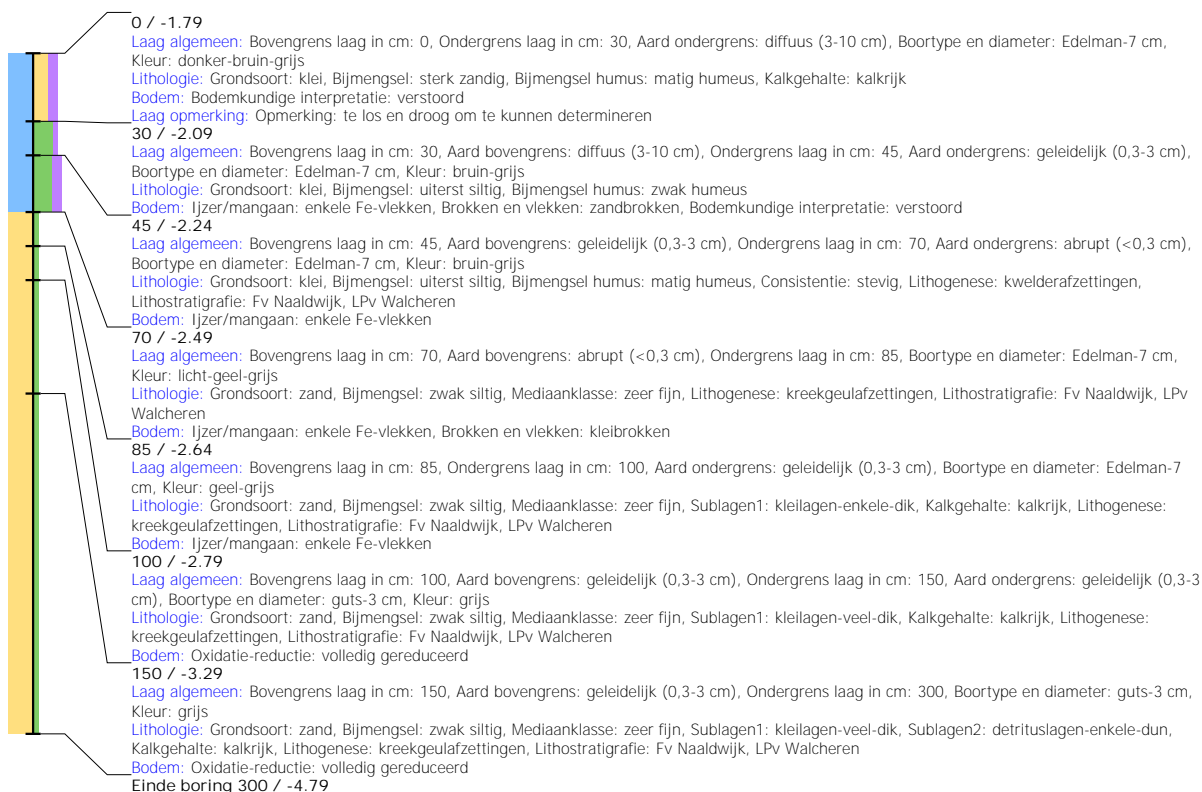 0 / -1.79
Laag algemeen: Bovengrens laag in cm: 0, Ondergrens laag in cm: 30, Aard ondergrens: diffuus (3-10 cm), Boortype en diameter: Edelman-7 cm,
Kleur: donker-bruin-grijs
Lithologie: Grondsoort: klei, Bijmengsel: sterk zandig, Bijmengsel humus: matig humeus, Kalkgehalte: kalkrijk
Bodem: Bodemkundige interpretatie: verstoord
Laag opmerking: Opmerking: te los en droog om te kunnen determineren
30 / -2.09
Laag algemeen: Bovengrens laag in cm: 30, Aard bovengrens: diffuus (3-10 cm), Ondergrens laag in cm: 45, Aard ondergrens: geleidelijk (0,3-3 cm),
Boortype en diameter: Edelman-7 cm, Kleur: bruin-grijs
Lithologie: Grondsoort: klei, Bijmengsel: uiterst siltig, Bijmengsel humus: zwak humeus
Bodem: Ijzer/mangaan: enkele Fe-vlekken, Brokken en vlekken: zandbrokken, Bodemkundige interpretatie: verstoord
45 / -2.24
Laag algemeen: Bovengrens laag in cm: 45, Aard bovengrens: geleidelijk (0,3-3 cm), Ondergrens laag in cm: 70, Aard ondergrens: abrupt (<0,3 cm),
Boortype en diameter: Edelman-7 cm, Kleur: bruin-grijs
Lithologie: Grondsoort: klei, Bijmengsel: uiterst siltig, Bijmengsel humus: matig humeus, Consistentie: stevig, Lithogenese: kwelderafzettingen,
Lithostratigrafie: Fv Naaldwijk, LPv Walcheren
Bodem: Ijzer/mangaan: enkele Fe-vlekken
70 / -2.49
Laag algemeen: Bovengrens laag in cm: 70, Aard bovengrens: abrupt (<0,3 cm), Ondergrens laag in cm: 85, Boortype en diameter: Edelman-7 cm,
Kleur: licht-geel-grijs
Lithologie: Grondsoort: zand, Bijmengsel: zwak siltig, Mediaanklasse: zeer fijn, Lithogenese: kreekgeulafzettingen, Lithostratigrafie: Fv Naaldwijk, LPv
Walcheren
Bodem: Ijzer/mangaan: enkele Fe-vlekken, Brokken en vlekken: kleibrokken
85 / -2.64
Laag algemeen: Bovengrens laag in cm: 85, Ondergrens laag in cm: 100, Aard ondergrens: geleidelijk (0,3-3 cm), Boortype en diameter: Edelman-7
cm, Kleur: geel-grijs
Lithologie: Grondsoort: zand, Bijmengsel: zwak siltig, Mediaanklasse: zeer fijn, Sublagen1: kleilagen-enkele-dik, Kalkgehalte: kalkrijk, Lithogenese:
kreekgeulafzettingen, Lithostratigrafie: Fv Naaldwijk, LPv Walcheren
Bodem: Ijzer/mangaan: enkele Fe-vlekken
100 / -2.79
Laag algemeen: Bovengrens laag in cm: 100, Aard bovengrens: geleidelijk (0,3-3 cm), Ondergrens laag in cm: 150, Aard ondergrens: geleidelijk (0,3-3
cm), Boortype en diameter: guts-3 cm, Kleur: grijs
Lithologie: Grondsoort: zand, Bijmengsel: zwak siltig, Mediaanklasse: zeer fijn, Sublagen1: kleilagen-veel-dik, Kalkgehalte: kalkrijk, Lithogenese:
kreekgeulafzettingen, Lithostratigrafie: Fv Naaldwijk, LPv Walcheren
Bodem: Oxidatie-reductie: volledig gereduceerd
150 / -3.29
Laag algemeen: Bovengrens laag in cm: 150, Aard bovengrens: geleidelijk (0,3-3 cm), Ondergrens laag in cm: 300, Boortype en diameter: guts-3 cm,
Kleur: grijs
Lithologie: Grondsoort: zand, Bijmengsel: zwak siltig, Mediaanklasse: zeer fijn, Sublagen1: kleilagen-veel-dik, Sublagen2: detrituslagen-enkele-dun,
Kalkgehalte: kalkrijk, Lithogenese: kreekgeulafzettingen, Lithostratigrafie: Fv Naaldwijk, LPv Walcheren
Bodem: Oxidatie-reductie: volledig gereduceerd
Einde boring 300 / -4.79